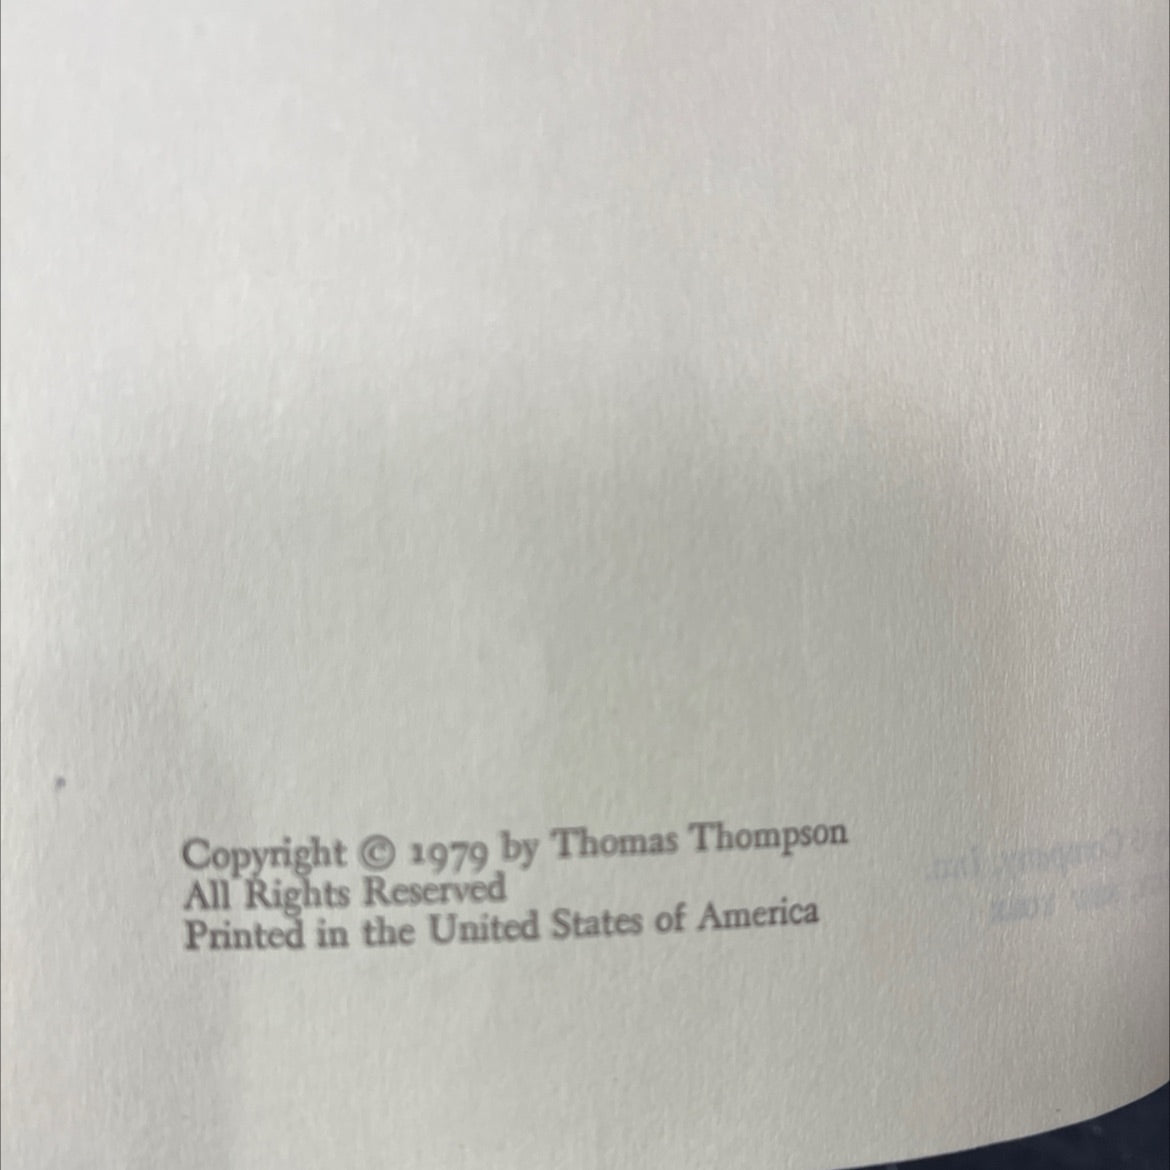 Copyright © 1979 by Thomas Thompson
All Rights Reserved
Printed in the United States of America